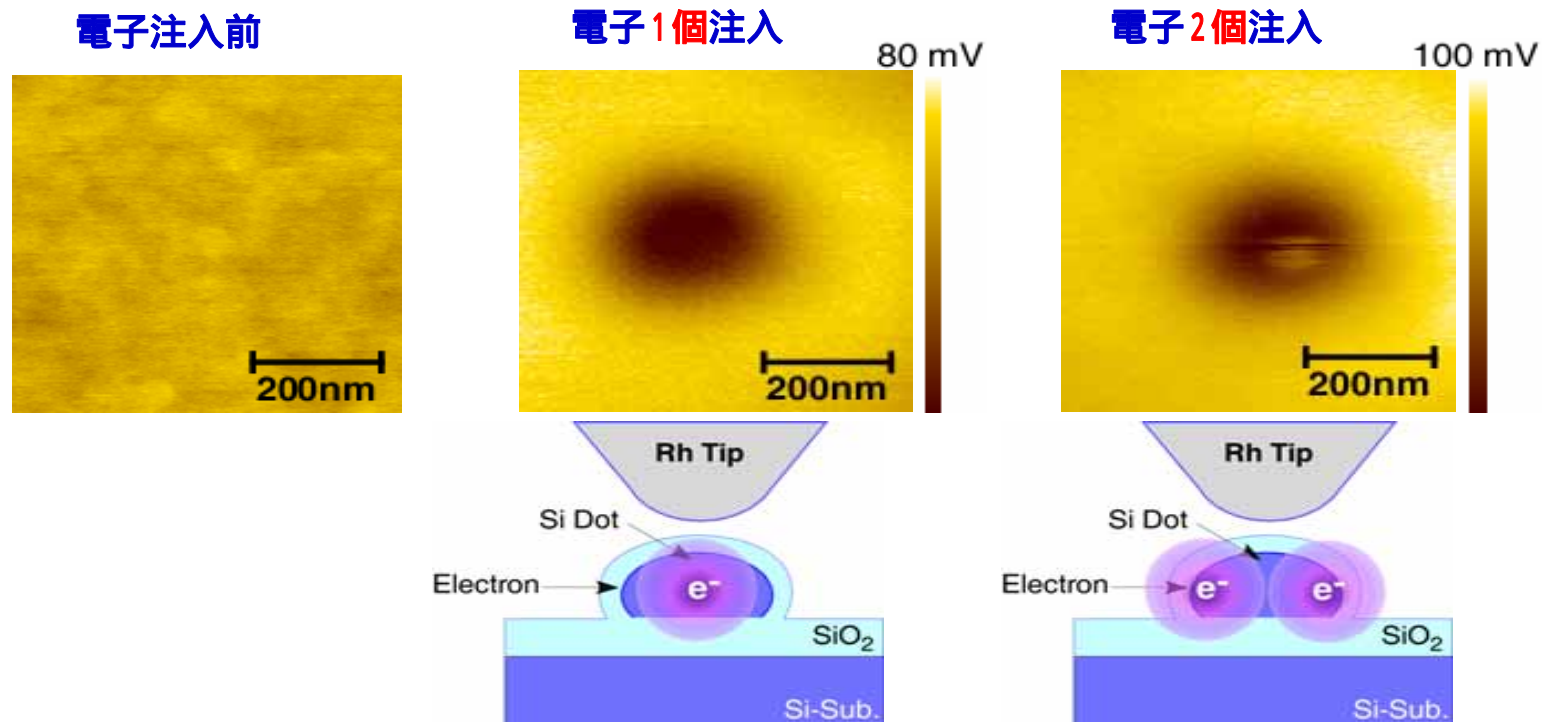 電子注入前
電子1個注入
電子2個注入
80 mV
100 mV
200nm
200nm
200nm
Rh Tip
Si Dot
Electron
e-
SiO₂
Si-Sub.
Rh Tip
Si Dot
Electron
e-
e-
SiO₂
Si-Sub.